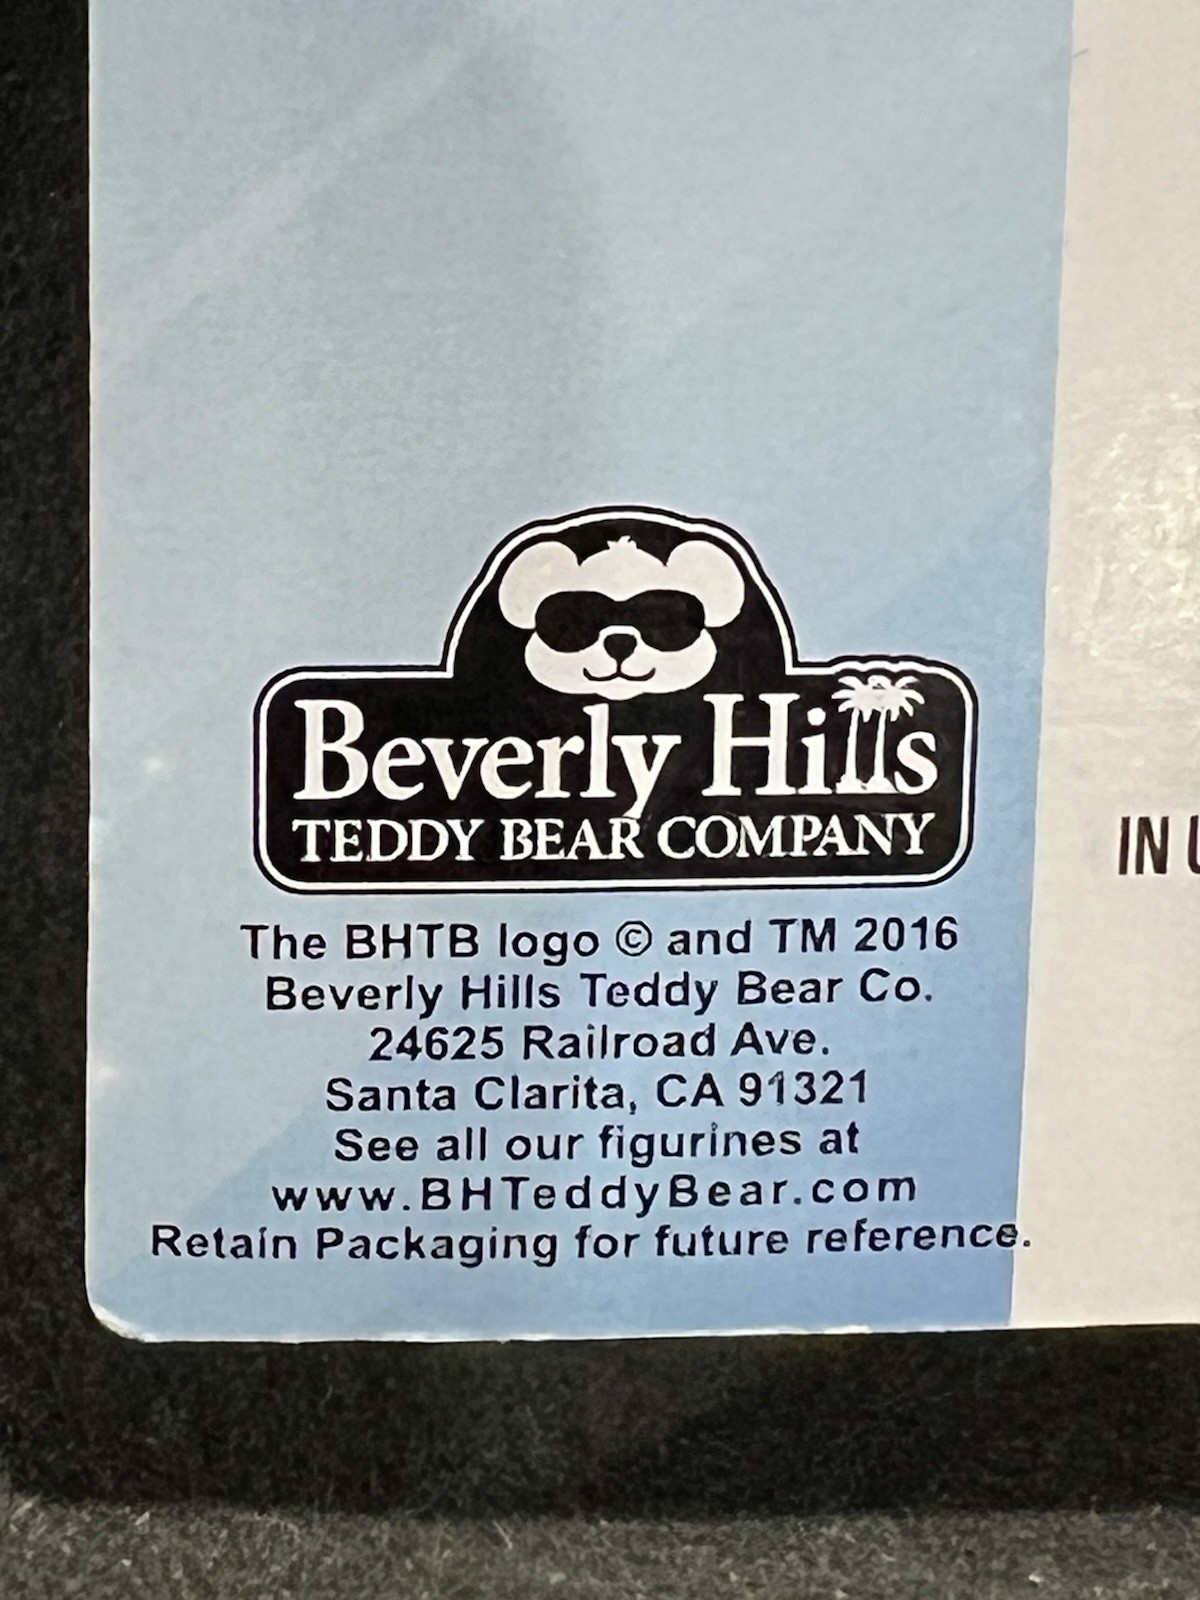 Beverly Hills
TEDDY BEAR COMPANY
The BHTB logo © and TM 2016
Beverly Hills Teddy Bear Co.
24625 Railroad Ave.
Santa Clarita, CA 91321
See all our figurines at
www.BHTeddyBear.com
Retain Packaging for future reference.
IN